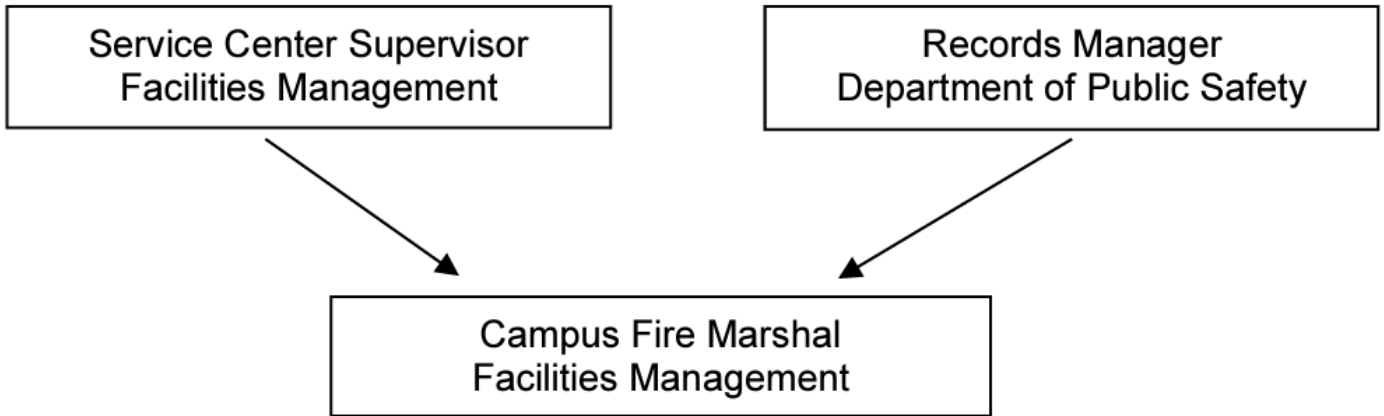 Service Center Supervisor
Facilities Management
Records Manager
Department of Public Safety
Campus Fire Marshal
Facilities Management